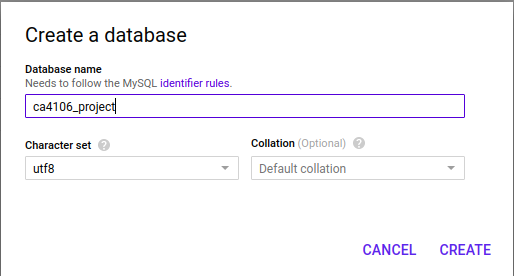 Create a database
Database name
Needs to follow the MySQL identifier rules.
ca4106_project
Character set ?
Collation (Optional) ?
utf8
Default collation
CANCEL
CREATE